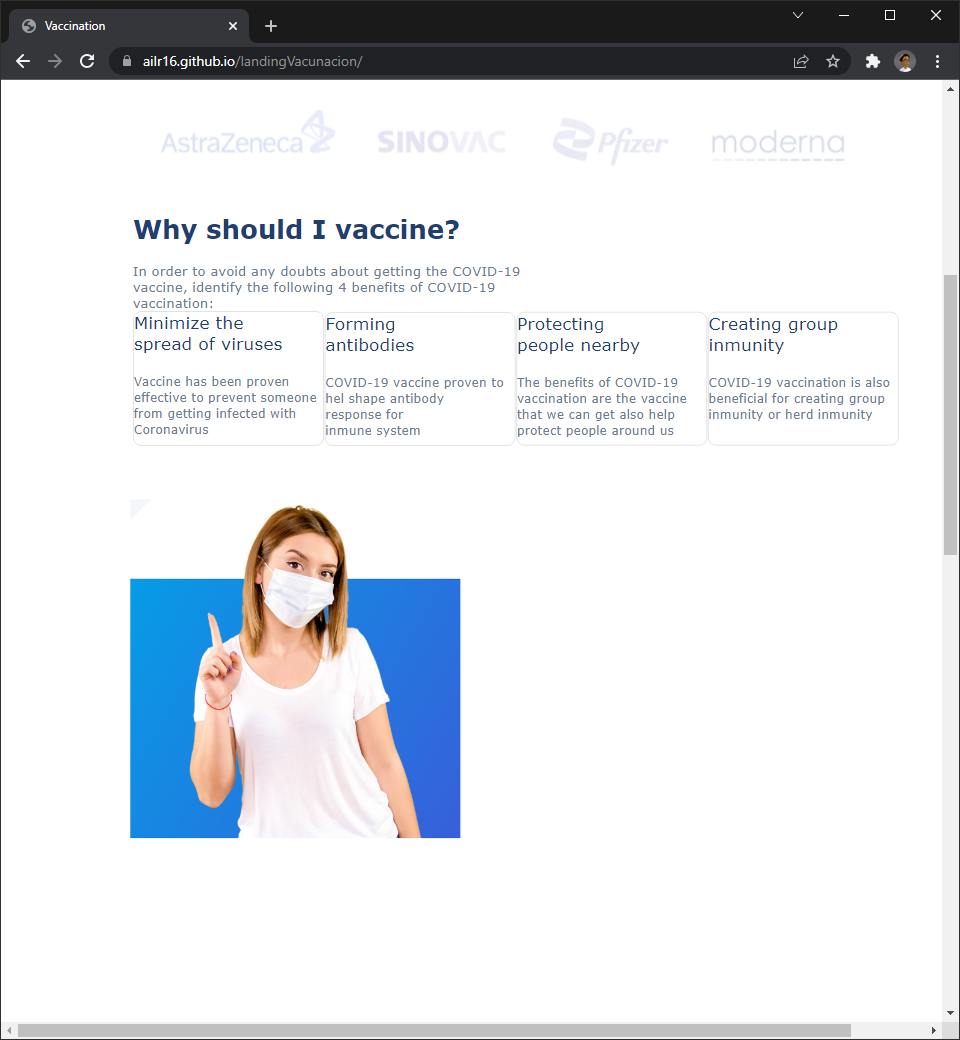 Vaccination
ailr16.github.io/landingVacunacion/
AstraZeneca SINOVAC Pfizer moderna
Why should I vaccine?
In order to avoid any doubts about getting the COVID-19
vaccine, identify the following 4 benefits of COVID-19
vaccination:
Minimize the
spread of viruses
Vaccine has been proven
effective to prevent someone
from getting infected with
Coronavirus
Forming
antibodies
COVID-19 vaccine proven to
hel shape antibody
response for
inmune system
Protecting
people nearby
The benefits of COVID-19
vaccination are the vaccine
that we can get also help
protect people around us
Creating group
inmunity
COVID-19 vaccination is also
beneficial for creating group
inmunity or herd inmunity